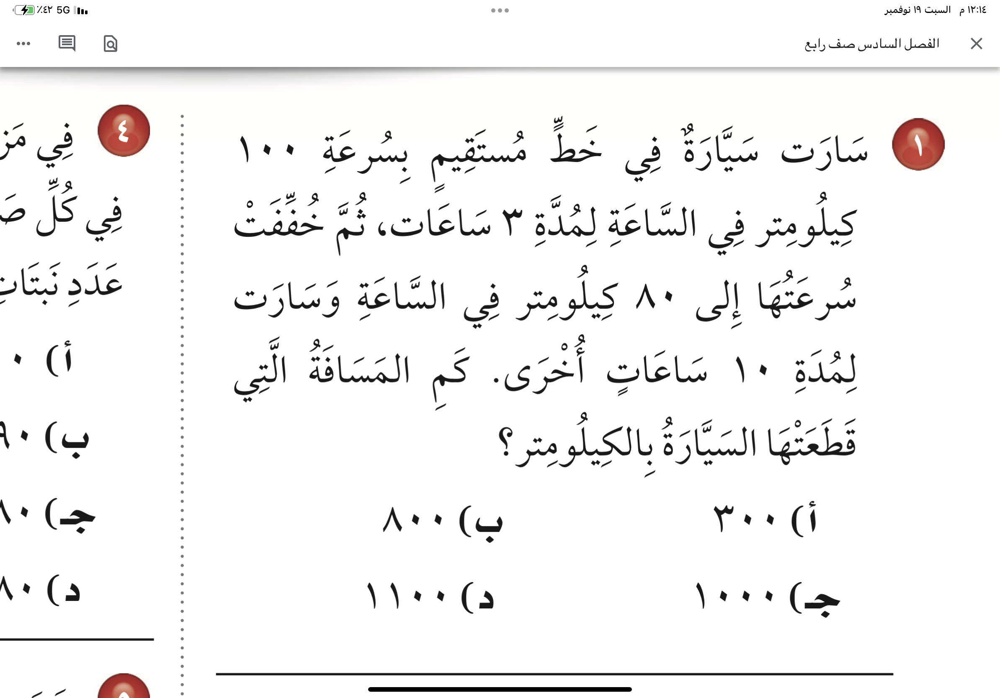 ١٢:١٤ م السبت ١٩ نوفمبر
5G ٪٤٢
الفصل السادس صف رابع
١
سَارَت سَيَّارَةٌ فِي خَطٍّ مُستَقِيمٍ بِسُرعَةِ ١٠٠
كِيلُومِتر فِي السَّاعَةِ لِمُدَّةِ ٣ سَاعَات، ثُمَّ خُفِّفَتْ
سُرعَتُهَا إِلى ٨٠ كِيلُومِتر فِي السَّاعَةِ وَسَارَت
لِمُدَةِ ١٠ سَاعَاتٍ أُخْرَى. كَمِ المَسَافَةُ الَّتِي
قَطَعَتْهَا السَيَّارَةُ بِالكِيلُومِتر؟
أ) ٣٠٠ ب) ٨٠٠
جـ) ١٠٠٠ د) ١١٠٠
٤
فِي
فِي كُلِّ
عَدَدِ
أ)
ب)
جـ)
د)